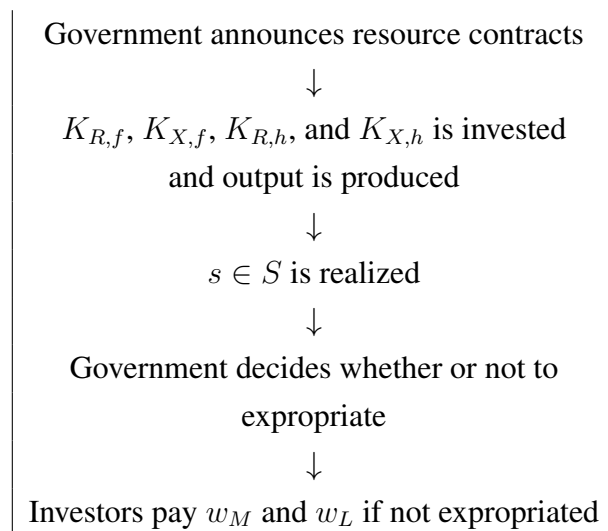 Government announces resource contracts
↓
$K_{R,f}$, $K_{X,f}$, $K_{R,h}$, and $K_{X,h}$ is invested
and output is produced
↓
$s \in S$ is realized
↓
Government decides whether or not to
expropriate
↓
Investors pay $w_M$ and $w_L$ if not expropriated